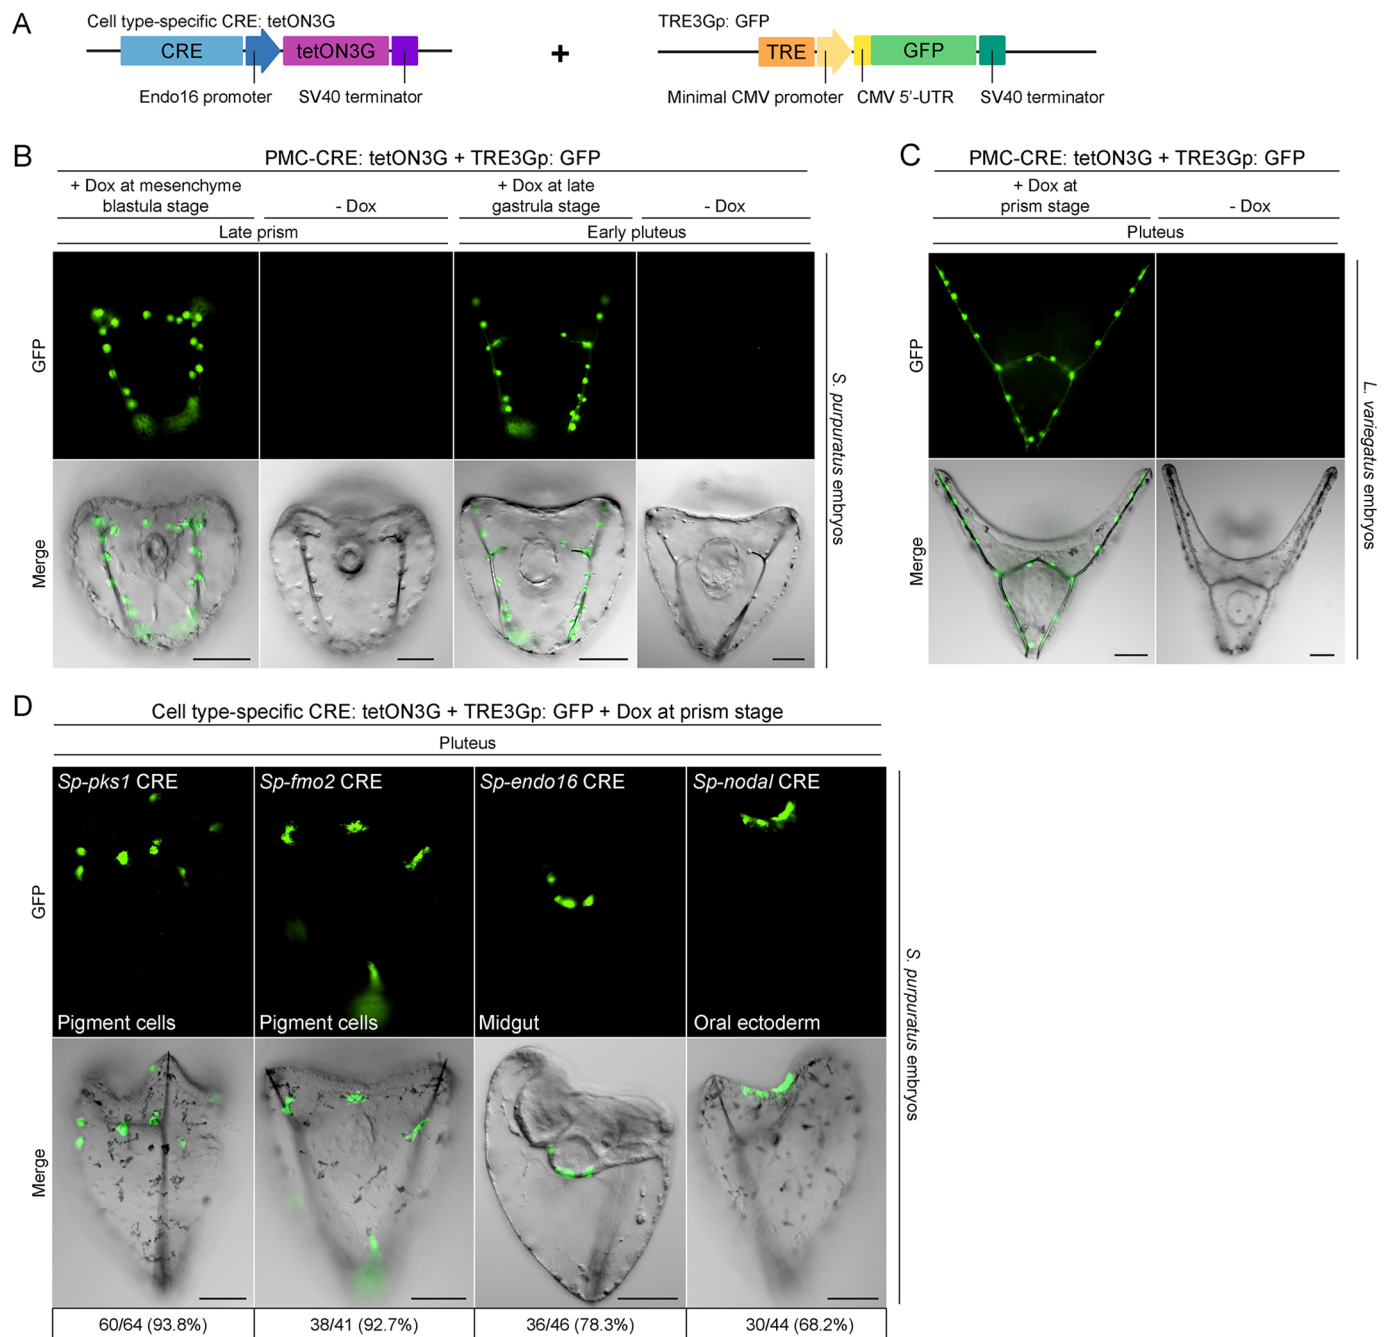 A
Cell type-specific CRE: tetON3G
CRE
tetON3G
Endo16 promoter
SV40 terminator
+
TRE3Gp: GFP
TRE
GFP
Minimal CMV promoter
CMV 5'-UTR
SV40 terminator
B
PMC-CRE: tetON3G + TRE3Gp: GFP
+ Dox at mesenchyme
blastula stage
- Dox
+ Dox at late
gastrula stage
- Dox
Late prism
Early pluteus
GFP
Merge
S. purpuratus embryos
C
PMC-CRE: tetON3G + TRE3Gp: GFP
+ Dox at
prism stage
- Dox
Pluteus
GFP
Merge
L. variegatus embryos
D
Cell type-specific CRE: tetON3G + TRE3Gp: GFP + Dox at prism stage
Pluteus
GFP
Sp-pks1 CRE
Sp-fmo2 CRE
Sp-endo16 CRE
Sp-nodal CRE
Pigment cells
Pigment cells
Midgut
Oral ectoderm
Merge
S. purpuratus embryos
60/64 (93.8%)
38/41 (92.7%)
36/46 (78.3%)
30/44 (68.2%)